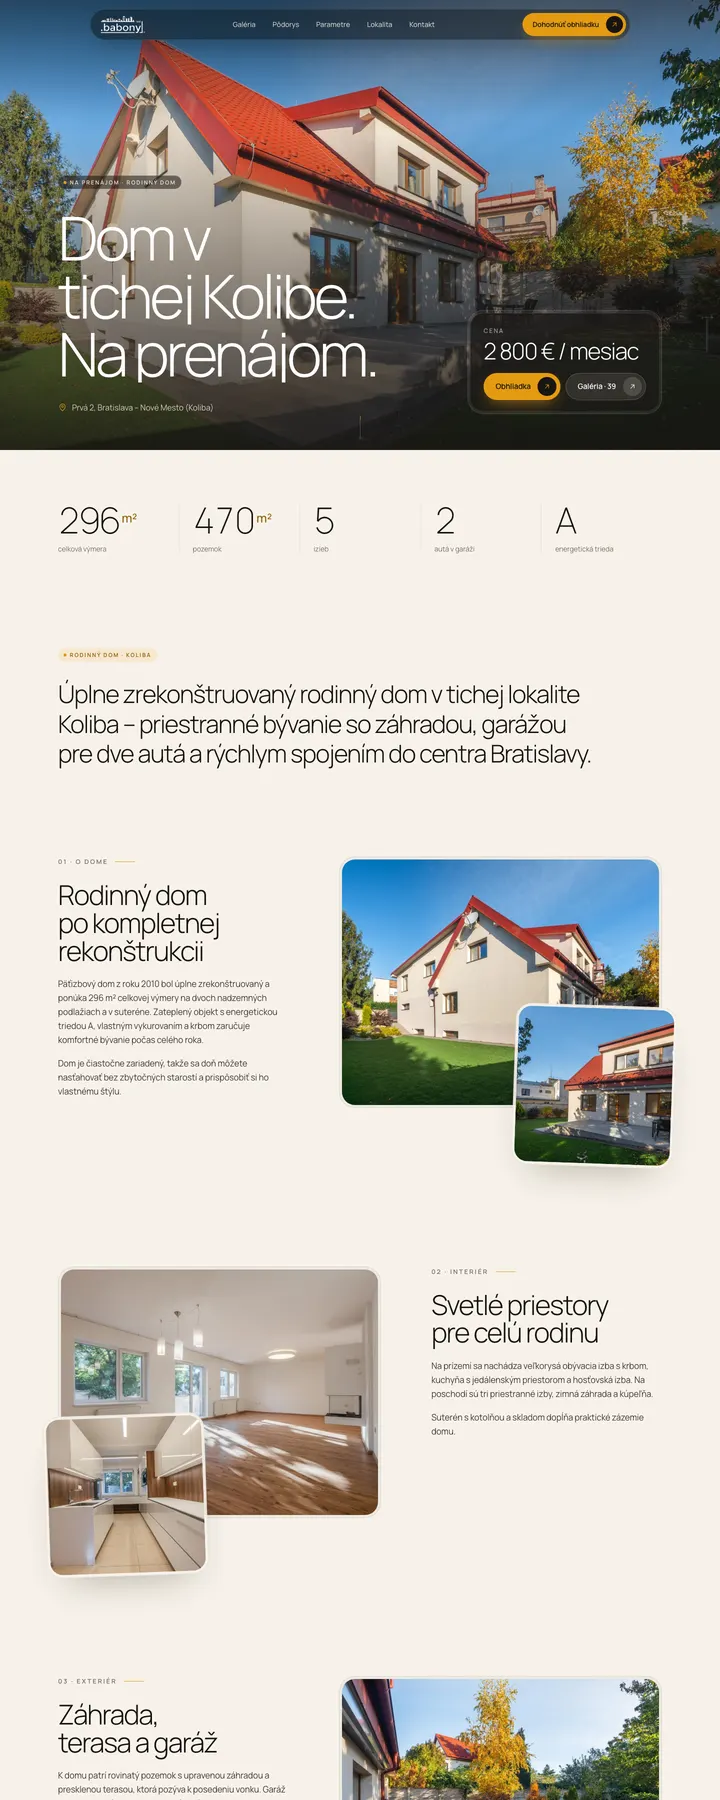 .babony.
Galéria
Pôdorys
Parametre
Lokalita
Kontakt
Dohodnúť obhliadku
NA PRENÁJOM · RODINNÝ DOM
Dom v
tichej Kolibe.
Na prenájom.
Prvá 2, Bratislava – Nové Mesto (Koliba)
CENA
2 800 € / mesiac
Obhliadka
Galéria · 39
296 m²
celková výmera
470 m²
pozemok
5
izieb
2
autá v garáži
A
energetická trieda
RODINNÝ DOM · KOLIBA
Úplne zrekonštruovaný rodinný dom v tichej lokalite
Koliba – priestranné bývanie so záhradou, garážou
pre dve autá a rýchlym spojením do centra Bratislavy.
01 · O DOME
Rodinný dom
po kompletnej
rekonštrukcii
Päťizbový dom z roku 2010 bol úplne zrekonštruovaný a
ponúka 296 m² celkovej výmery na dvoch nadzemných
podlažiach a v suteréne. Zateplený objekt s energetickou
triedou A, vlastným vykurovaním a krbom zaručuje
komfortné bývanie počas celého roka.
Dom je čiastočne zariadený, takže sa doň môžete
nasťahovať bez zbytočných starostí a prispôsobiť si ho
vlastnému štýlu.
02 · INTERIÉR
Svetlé priestory
pre celú rodinu
Na prízemí sa nachádza veľkorysá obývacia izba s krbom,
kuchyňa s jedálenským priestorom a hosťovská izba. Na
poschodí sú tri priestranné izby, zimná záhrada a kúpeľňa.
Suterén s kotolňou a skladom dopĺňa praktické zázemie
domu.
03 · EXTERIÉR
Záhrada,
terasa a garáž
K domu patrí rovinatý pozemok s upravenou záhradou a
presklenou terasou, ktorá pozýva k posedeniu vonku. Garáž